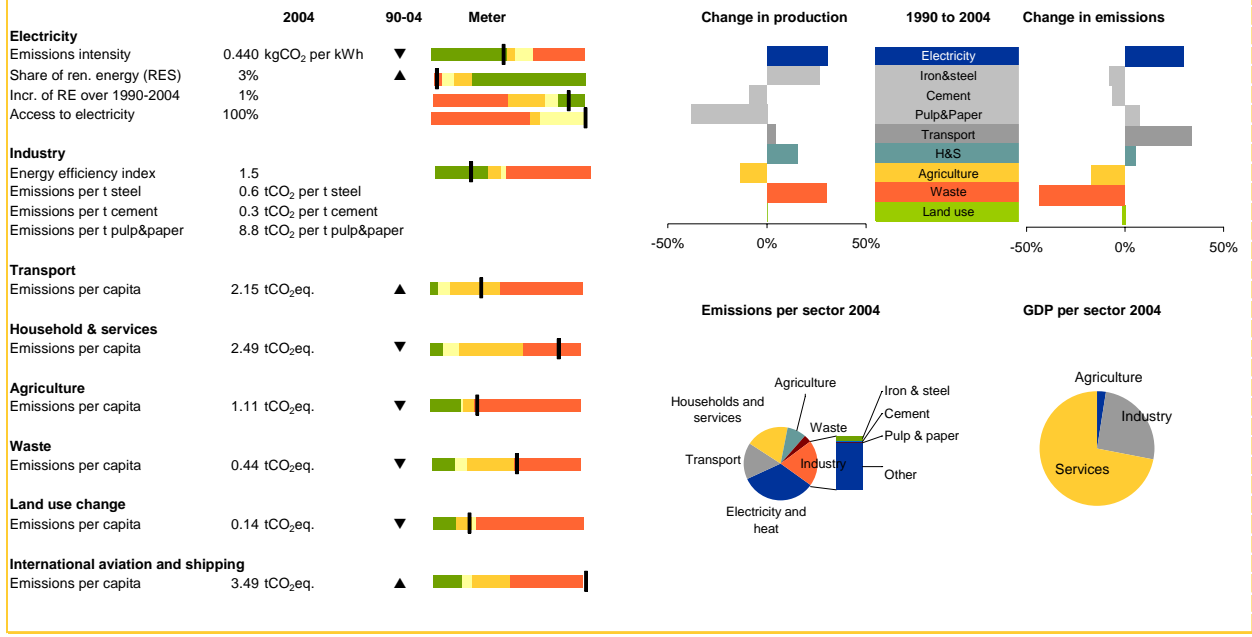 2004 90-04 Meter
Electricity
Emissions intensity 0.440 kgCO2 per kWh ▼
Share of ren. energy (RES) 3% ▲
Incr. of RE over 1990-2004 1%
Access to electricity 100%
Industry
Energy efficiency index 1.5
Emissions per t steel 0.6 tCO2 per t steel
Emissions per t cement 0.3 tCO2 per t cement
Emissions per t pulp&paper 8.8 tCO2 per t pulp&paper
Transport
Emissions per capita 2.15 tCO2eq. ▲
Household & services
Emissions per capita 2.49 tCO2eq. ▼
Agriculture
Emissions per capita 1.11 tCO2eq. ▼
Waste
Emissions per capita 0.44 tCO2eq. ▼
Land use change
Emissions per capita 0.14 tCO2eq. ▼
International aviation and shipping
Emissions per capita 3.49 tCO2eq. ▲
Change in production 1990 to 2004 Change in emissions
Electricity
Iron&steel
Cement
Pulp&Paper
Transport
H&S
Agriculture
Waste
Land use
-50% 0% 50% -50% 0% 50%
Emissions per sector 2004
Agriculture
Households and
services
Waste
Transport
Industry
Electricity and
heat
Iron & steel
Cement
Pulp & paper
Other
GDP per sector 2004
Agriculture
Industry
Services